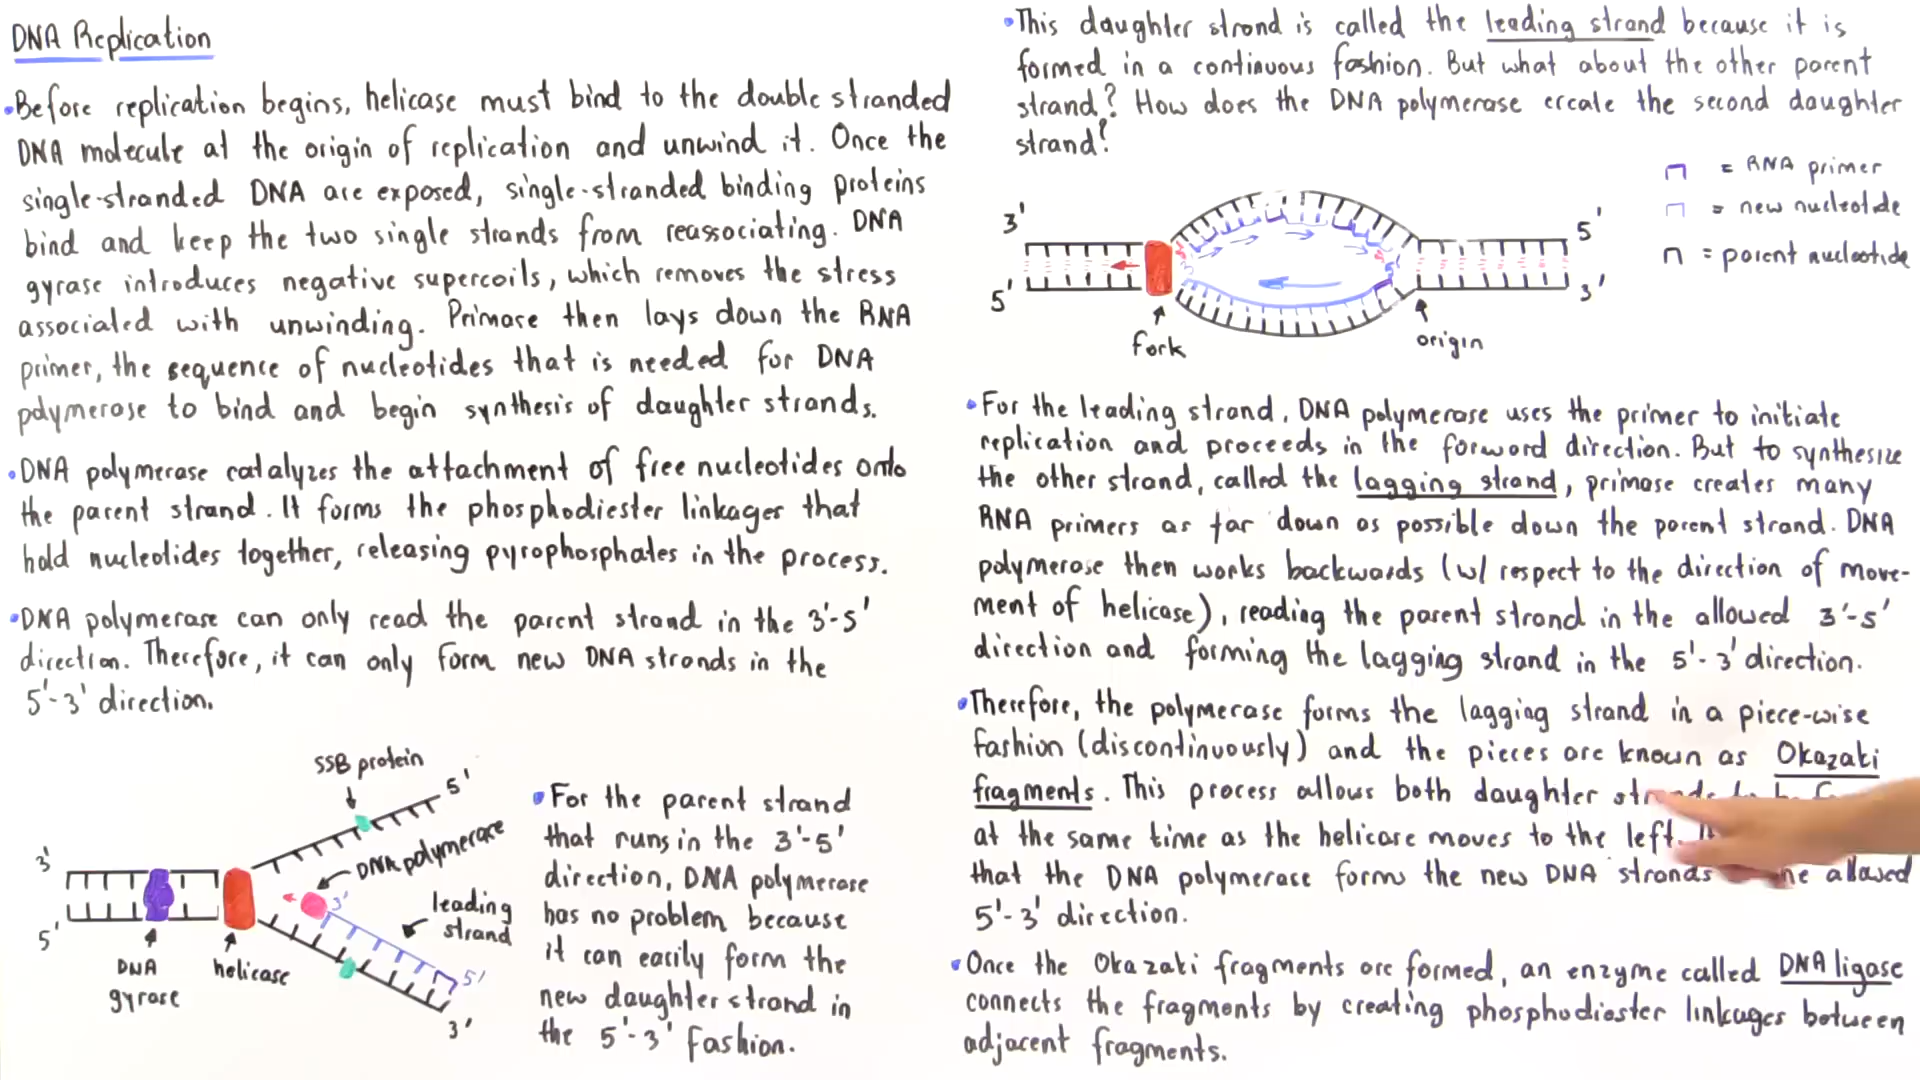 DNA Replication
•Before replication begins, helicase must bind to the double stranded
DNA molecule at the origin of replication and unwind it. Once the
single-stranded DNA are exposed, single-stranded binding proteins
bind and keep the two single strands from reassociating. DNA
gyrase introduces negative supercoils, which removes the stress
associated with unwinding. Primase then lays down the RNA
primer, the sequence of nucleotides that is needed for DNA
polymerase to bind and begin synthesis of daughter strands.
•DNA polymerase catalyzes the attachment of free nucleotides onto
the parent strand. It forms the phosphodiester linkages that
hold nucleotides together, releasing pyrophosphates in the process.
•DNA polymerase can only read the parent strand in the 3'-5'
direction. Therefore, it can only form new DNA strands in the
5'-3' direction.
SSB protein
5'
DNA polymerase
3'
3'
leading
strand
5'
5'
DNA
gyrase
helicase
3'
•For the parent strand
that runs in the 3'-5'
direction, DNA polymerase
has no problem because
it can easily form the
new daughter strand in
the 5'-3' fashion.
•This daughter strand is called the leading strand because it is
formed in a continuous fashion. But what about the other parent
strand? How does the DNA polymerase create the second daughter
strand?
= RNA primer
= new nucleotide
= parent nucleotide
3'
5'
5'
3'
fork
origin
•For the leading strand, DNA polymerase uses the primer to initiate
replication and proceeds in the forward direction. But to synthesize
the other strand, called the lagging strand, primase creates many
RNA primers as far down as possible down the parent strand. DNA
polymerase then works backwards (w/ respect to the direction of move-
ment of helicase), reading the parent strand in the allowed 3'-5'
direction and forming the lagging strand in the 5'-3' direction.
•Therefore, the polymerase forms the lagging strand in a piece-wise
fashion (discontinuously) and the pieces are known as Okazaki
fragments. This process allows both daughter
at the same time as the helicase moves to the left.
that the DNA polymerase form the new DNA strands allowed
5'-3' direction.
•Once the Okazaki fragments are formed, an enzyme called DNA ligase
connects the fragments by creating phosphodiester linkages between
adjacent fragments.